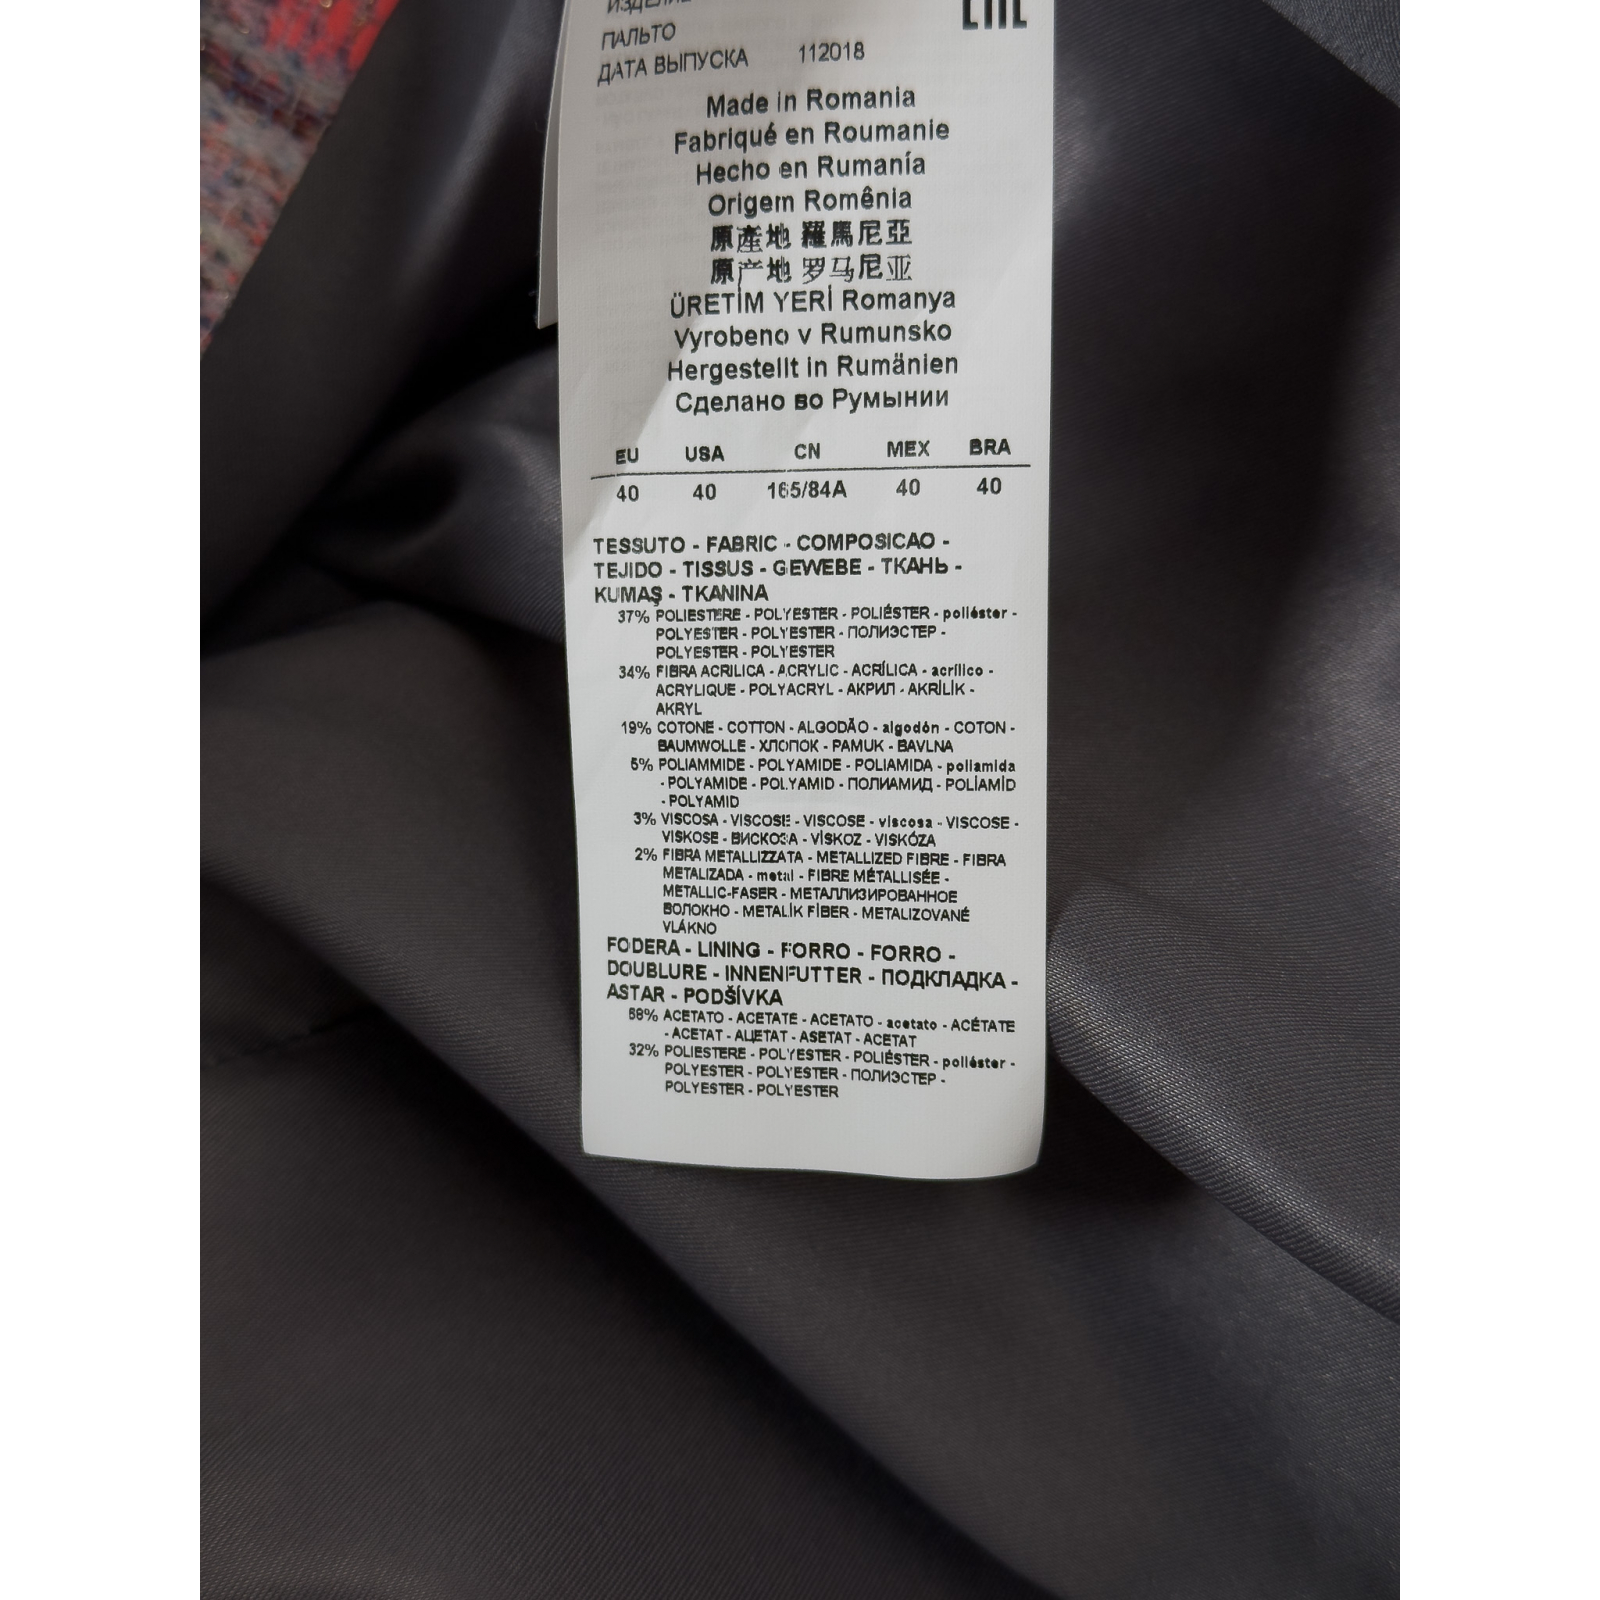 ИЗДЕЛИЕ
ПАЛЬТО
ДАТА ВЫПУСКА 112018
Made in Romania
Fabriqué en Roumanie
Hecho en Rumanía
Origem Romênia
原產地 羅馬尼亞
原产地 罗马尼亚
ÜRETİM YERİ Romanya
Vyrobeno v Rumunsko
Hergestellt in Rumänien
Сделано во Румынии
EU USA CN MEX BRA
40 40 165/84A 40 40
TESSUTO - FABRIC - COMPOSICAO -
TEJIDO - TISSUS - GEWEBE - ТКАНЬ -
KUMAŞ - TKANINA
37% POLIESTERE - POLYESTER - POLIÉSTER - poliéster -
POLYESTER - POLYESTER - ПОЛИЭСТЕР -
POLYESTER - POLYESTER
34% FIBRA ACRILICA - ACRYLIC - ACRÍLICA - acrílico -
ACRYLIQUE - POLYACRYL - АКРИЛ - AKRİLİK -
AKRYL
19% COTONE - COTTON - ALGODÃO - algodón - COTON -
BAUMWOLLE - ХЛОПОК - PAMUK - BAVLNA
5% POLIAMMIDE - POLYAMIDE - POLIAMIDA - poliamida
- POLYAMIDE - POLYAMID - ПОЛИАМИД - POLİAMİD
- POLYAMID
3% VISCOSA - VISCOSE - VISCOSE - viscosa - VISCOSE -
VISKOSE - ВИСКОЗА - VİSKOZ - VISKÓZA
2% FIBRA METALLIZZATA - METALLIZED FIBRE - FIBRA
METALIZADA - metal - FIBRE MÉTALLISÉE -
METALLIC-FASER - МЕТАЛЛИЗИРОВАННОЕ
ВОЛОКНО - METALİK FİBER - METALIZOVANÉ
VLÁKNO
FODERA - LINING - FORRO - FORRO -
DOUBLURE - INNENFUTTER - ПОДКЛАДКА -
ASTAR - PODŠÍVKA
68% ACETATO - ACETATE - ACETATO - acetato - ACÉTATE
- ACETAT - АЦЕТАТ - ASETAT - ACETAT
32% POLIESTERE - POLYESTER - POLIÉSTER - poliéster -
POLYESTER - POLYESTER - ПОЛИЭСТЕР -
POLYESTER - POLYESTER